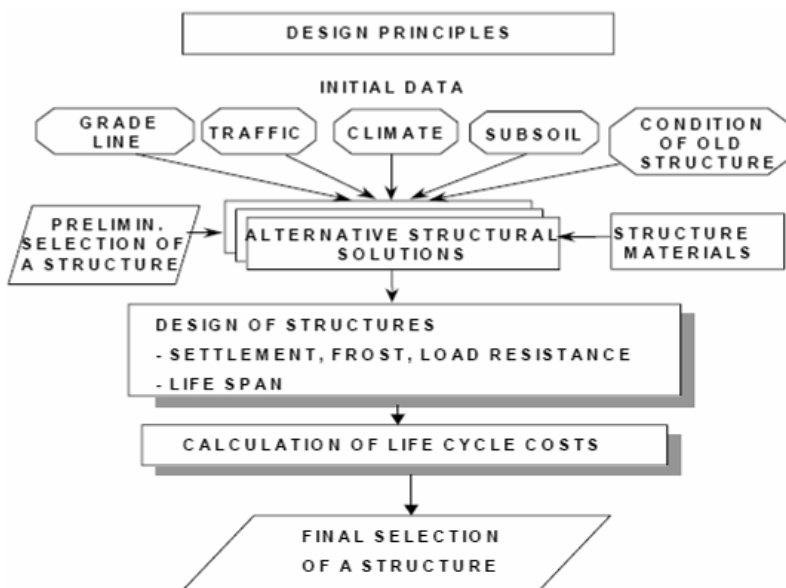 DESIGN PRINCIPLES
INITIAL DATA
GRADE
LINE
TRAFFIC
CLIMATE
SUBSOIL
CONDITION
OF OLD
STRUCTURE
PRELIMIN.
SELECTION OF
A STRUCTURE
ALTERNATIVE STRUCTURAL
SOLUTIONS
STRUCTURE
MATERIALS
DESIGN OF STRUCTURES
- SETTLEMENT, FROST, LOAD RESISTANCE
- LIFE SPAN
CALCULATION OF LIFE CYCLE COSTS
FINAL SELECTION
OF A STRUCTURE